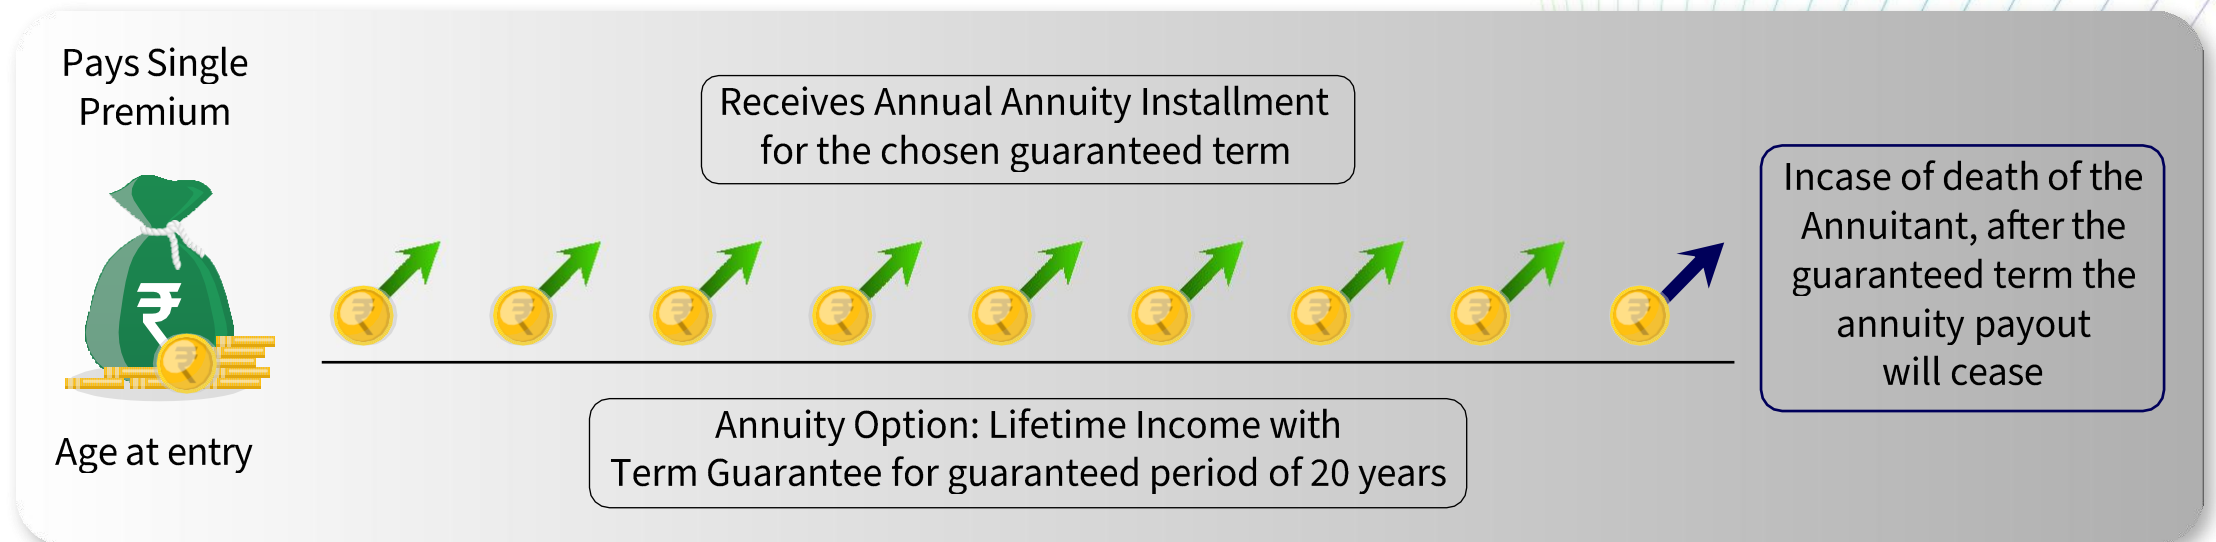 Pays Single
Premium
Age at entry
Receives Annual Annuity Installment
for the chosen guaranteed term
Annuity Option: Lifetime Income with
Term Guarantee for guaranteed period of 20 years
Incase of death of the
Annuitant, after the
guaranteed term the
annuity payout
will cease